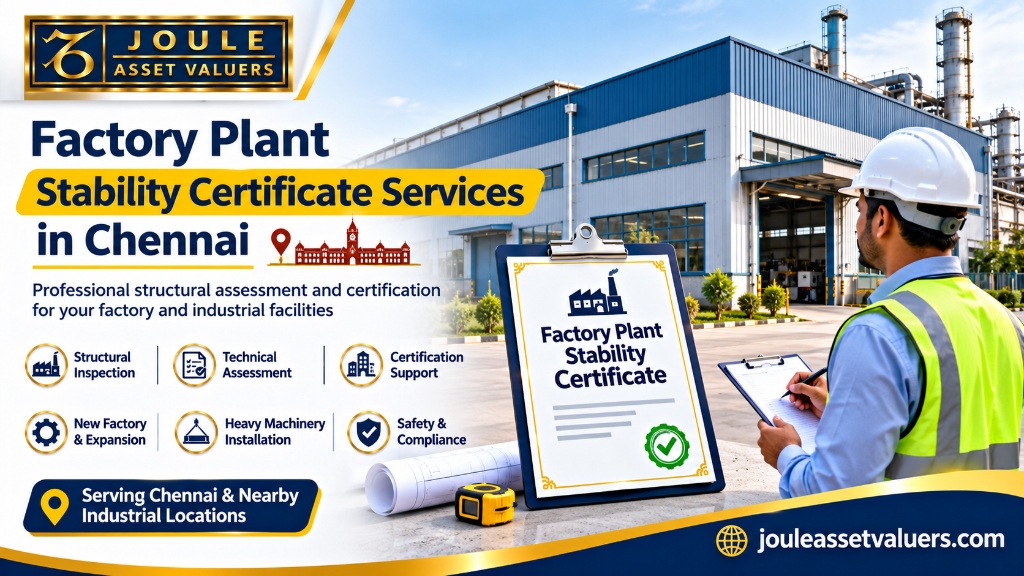 JOULE
ASSET VALUERS
Factory Plant
Stability Certificate Services
in Chennai
Professional structural assessment and certification
for your factory and industrial facilities
Structural
Inspection
Technical
Assessment
Certification
Support
New Factory
& Expansion
Heavy Machinery
Installation
Safety &
Compliance
Serving Chennai & Nearby
Industrial Locations
Factory Plant
Stability
Certificate
jouleassetvaluers.com